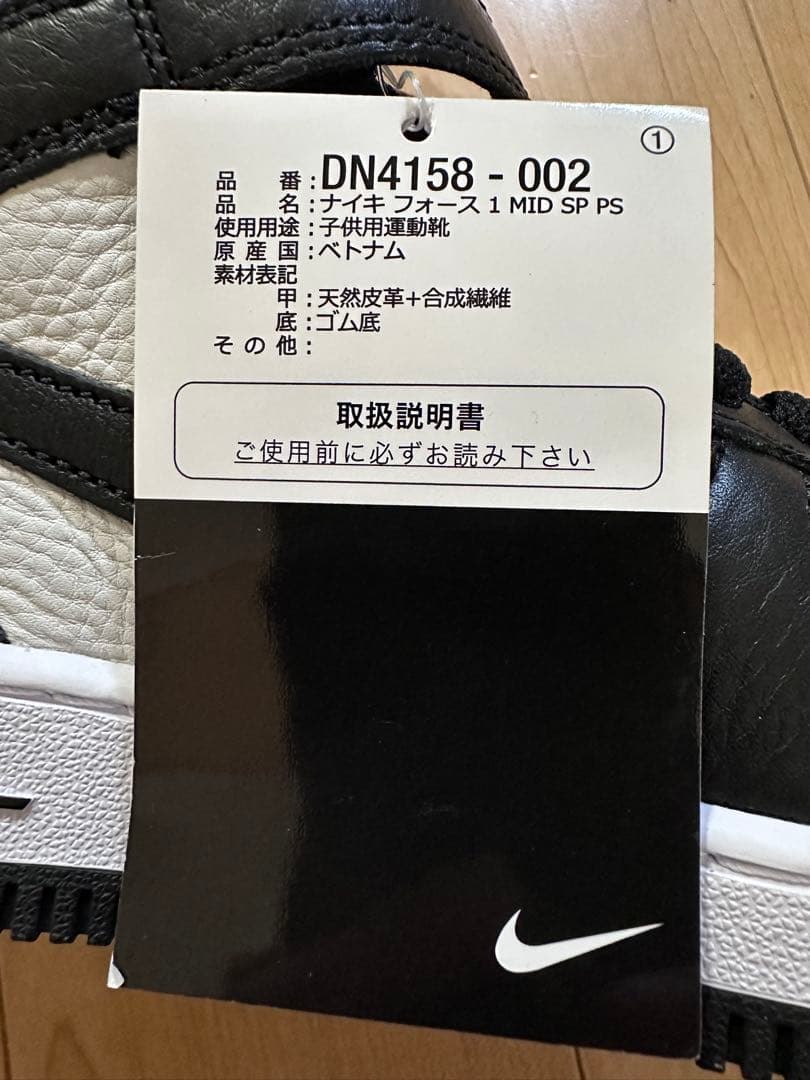 ①
品 番:DN4158 - 002
品 名:ナイキ フォース 1 MID SP PS
使用用途:子供用運動靴
原 産 国:ベトナム
素材表記
甲:天然皮革+合成繊維
底:ゴム底
そ の 他:
取扱説明書
ご使用前に必ずお読み下さい